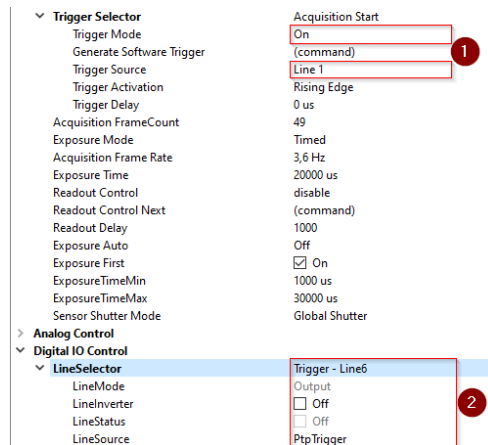 Trigger Selector Acquisition Start
Trigger Mode On
Generate Software Trigger (command)
1
Trigger Source Line 1
Trigger Activation Rising Edge
Trigger Delay 0 us
Acquisition FrameCount 49
Exposure Mode Timed
Acquisition Frame Rate 3,6 Hz
Exposure Time 20000 us
Readout Control disable
Readout Control Next (command)
Readout Delay 1000
Exposure Auto Off
Exposure First On
ExposureTimeMin 1000 us
ExposureTimeMax 30000 us
Sensor Shutter Mode Global Shutter
Analog Control
Digital IO Control
LineSelector Trigger - Line6
LineMode Output
LineInverter Off
2
LineStatus Off
LineSource PtpTrigger